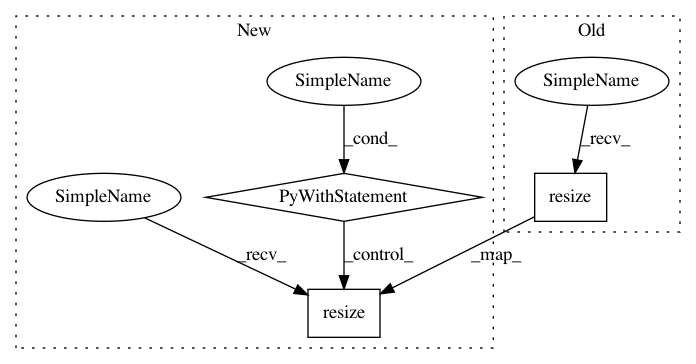 New
Old
SimpleName
SimpleName
_cond_
_recv_
SimpleName
PyWithStatement
resize
_recv_
_control_
_map_
resize